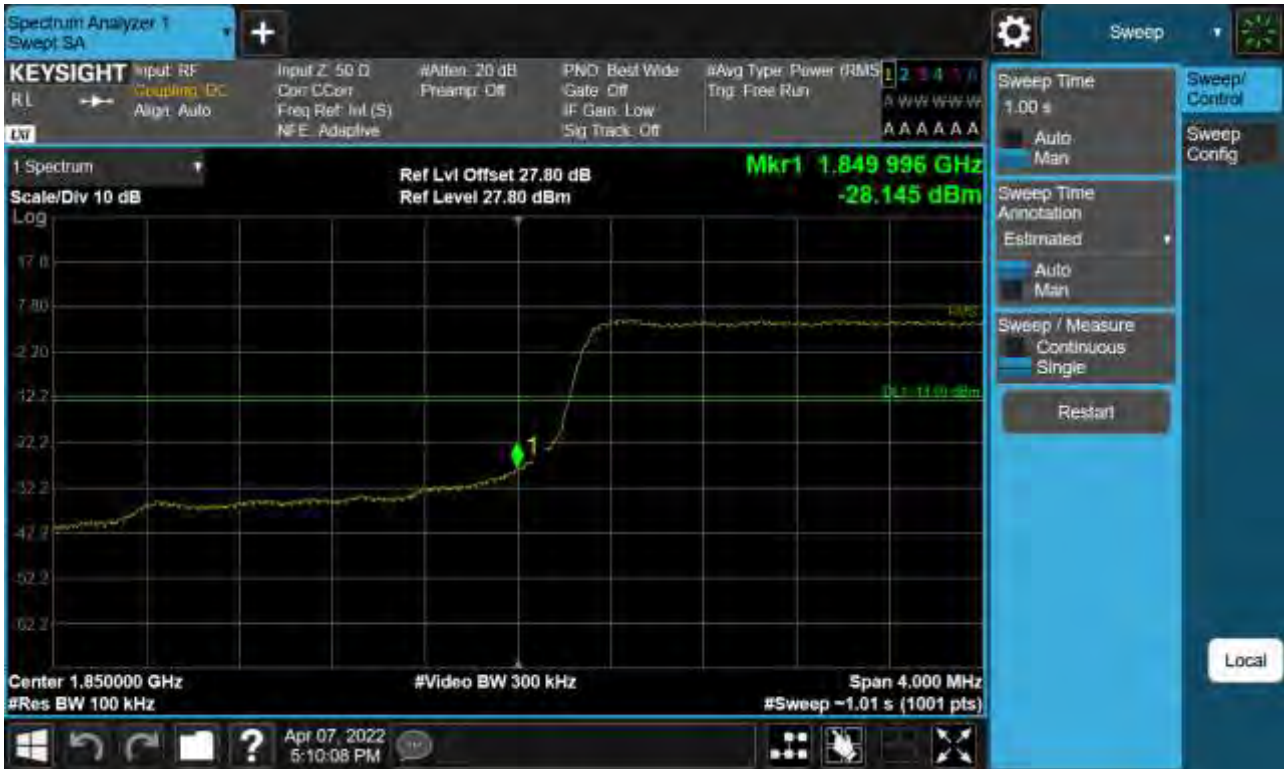 Spectrum Analyzer 1
Swept SA
Sweep
KEYSIGHT
RL
LXI
Input: RF
Coupling: DC
Align: Auto
Input Z: 50 Ω
Corr CCorr
Freq Ref: Int (S)
NFE: Adaptive
#Atten: 20 dB
Preamp: Off
PNO: Best Wide
Gate: Off
IF Gain: Low
Sig Track: Off
#Avg Type: Power (RMS
Trig: Free Run
1 2 3 4 5 6
A W W W W W
A A A A A A
1 Spectrum
Scale/Div 10 dB
Log
Ref Lvl Offset 27.80 dB
Ref Level 27.80 dBm
Mkr1 1.849 996 GHz
-28.145 dBm
17.8
7.80
-2.20
-12.2
-22.2
-32.2
-42.2
-52.2
-62.2
RMS
DL1 -13.00 dBm
1
Center 1.850000 GHz
#Res BW 100 kHz
#Video BW 300 kHz
Span 4.000 MHz
#Sweep ~1.01 s (1001 pts)
Apr 07, 2022
5:10:08 PM
Sweep Time
1.00 s
Auto
Man
Sweep Time
Annotation
Estimated
Auto
Man
Sweep / Measure
Continuous
Single
Restart
Sweep/
Control
Sweep
Config
Local